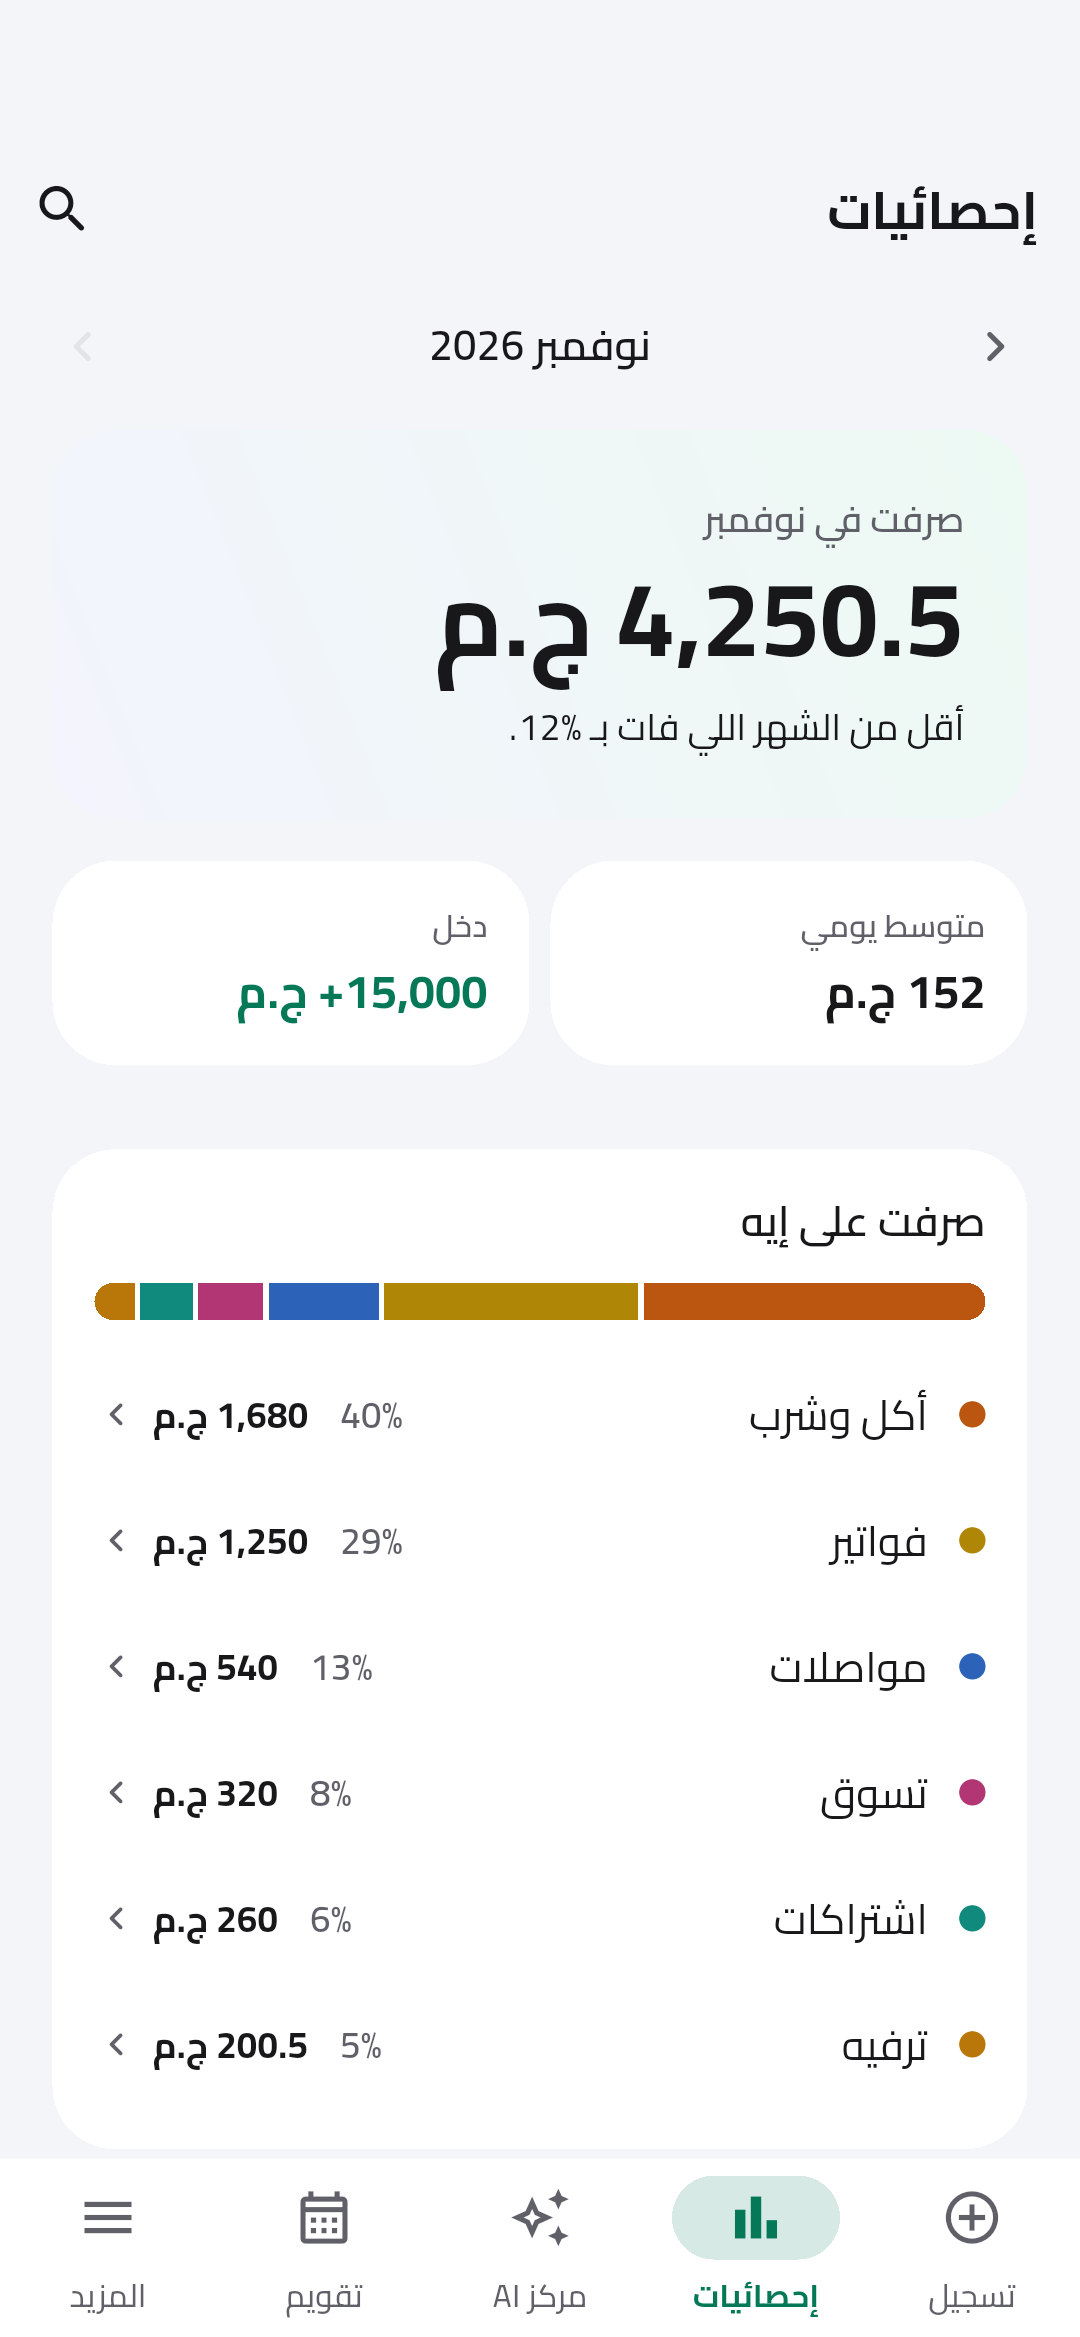 إحصائيات
نوفمبر 2026
صرفت في نوفمبر
4,250.5 ج.م
أقل من الشهر اللي فات بـ 12%.
متوسط يومي
152 ج.م
دخل
+15,000 ج.م
صرفت على إيه
أكل وشرب 40% 1,680 ج.م
فواتير 29% 1,250 ج.م
مواصلات 13% 540 ج.م
تسوق 8% 320 ج.م
اشتراكات 6% 260 ج.م
ترفيه 5% 200.5 ج.م
تسجيل إحصائيات مركز AI تقويم المزيد